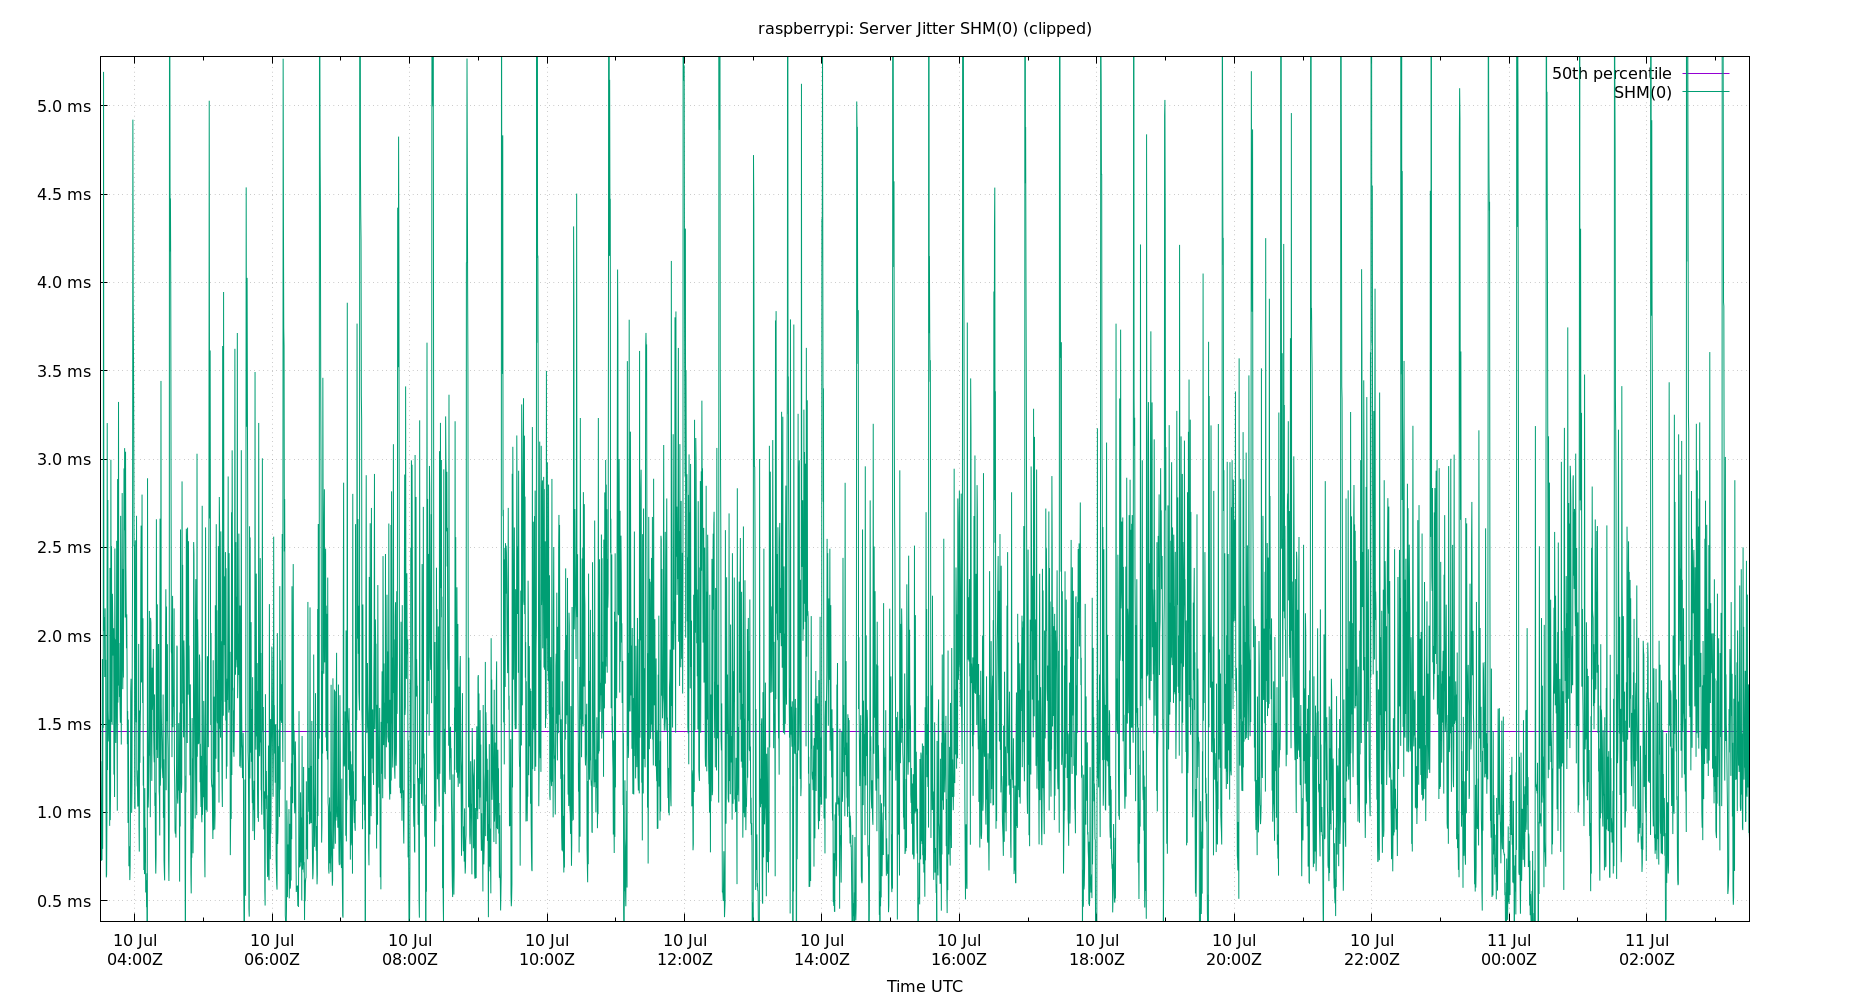 raspberrypi: Server Jitter SHM(0) (clipped)
50th percentile
SHM(0)
5.0 ms
4.5 ms
4.0 ms
3.5 ms
3.0 ms
2.5 ms
2.0 ms
1.5 ms
1.0 ms
0.5 ms
10 Jul 10 Jul 10 Jul 10 Jul 10 Jul 10 Jul 10 Jul 10 Jul 10 Jul 10 Jul 11 Jul 11 Jul
04:00Z 06:00Z 08:00Z 10:00Z 12:00Z 14:00Z 16:00Z 18:00Z 20:00Z 22:00Z 00:00Z 02:00Z
Time UTC